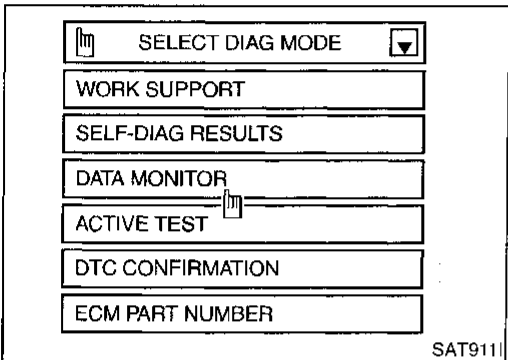 SELECT DIAG MODE
WORK SUPPORT
SELF-DIAG RESULTS
DATA MONITOR
ACTIVE TEST
DTC CONFIRMATION
ECM PART NUMBER
SAT911I